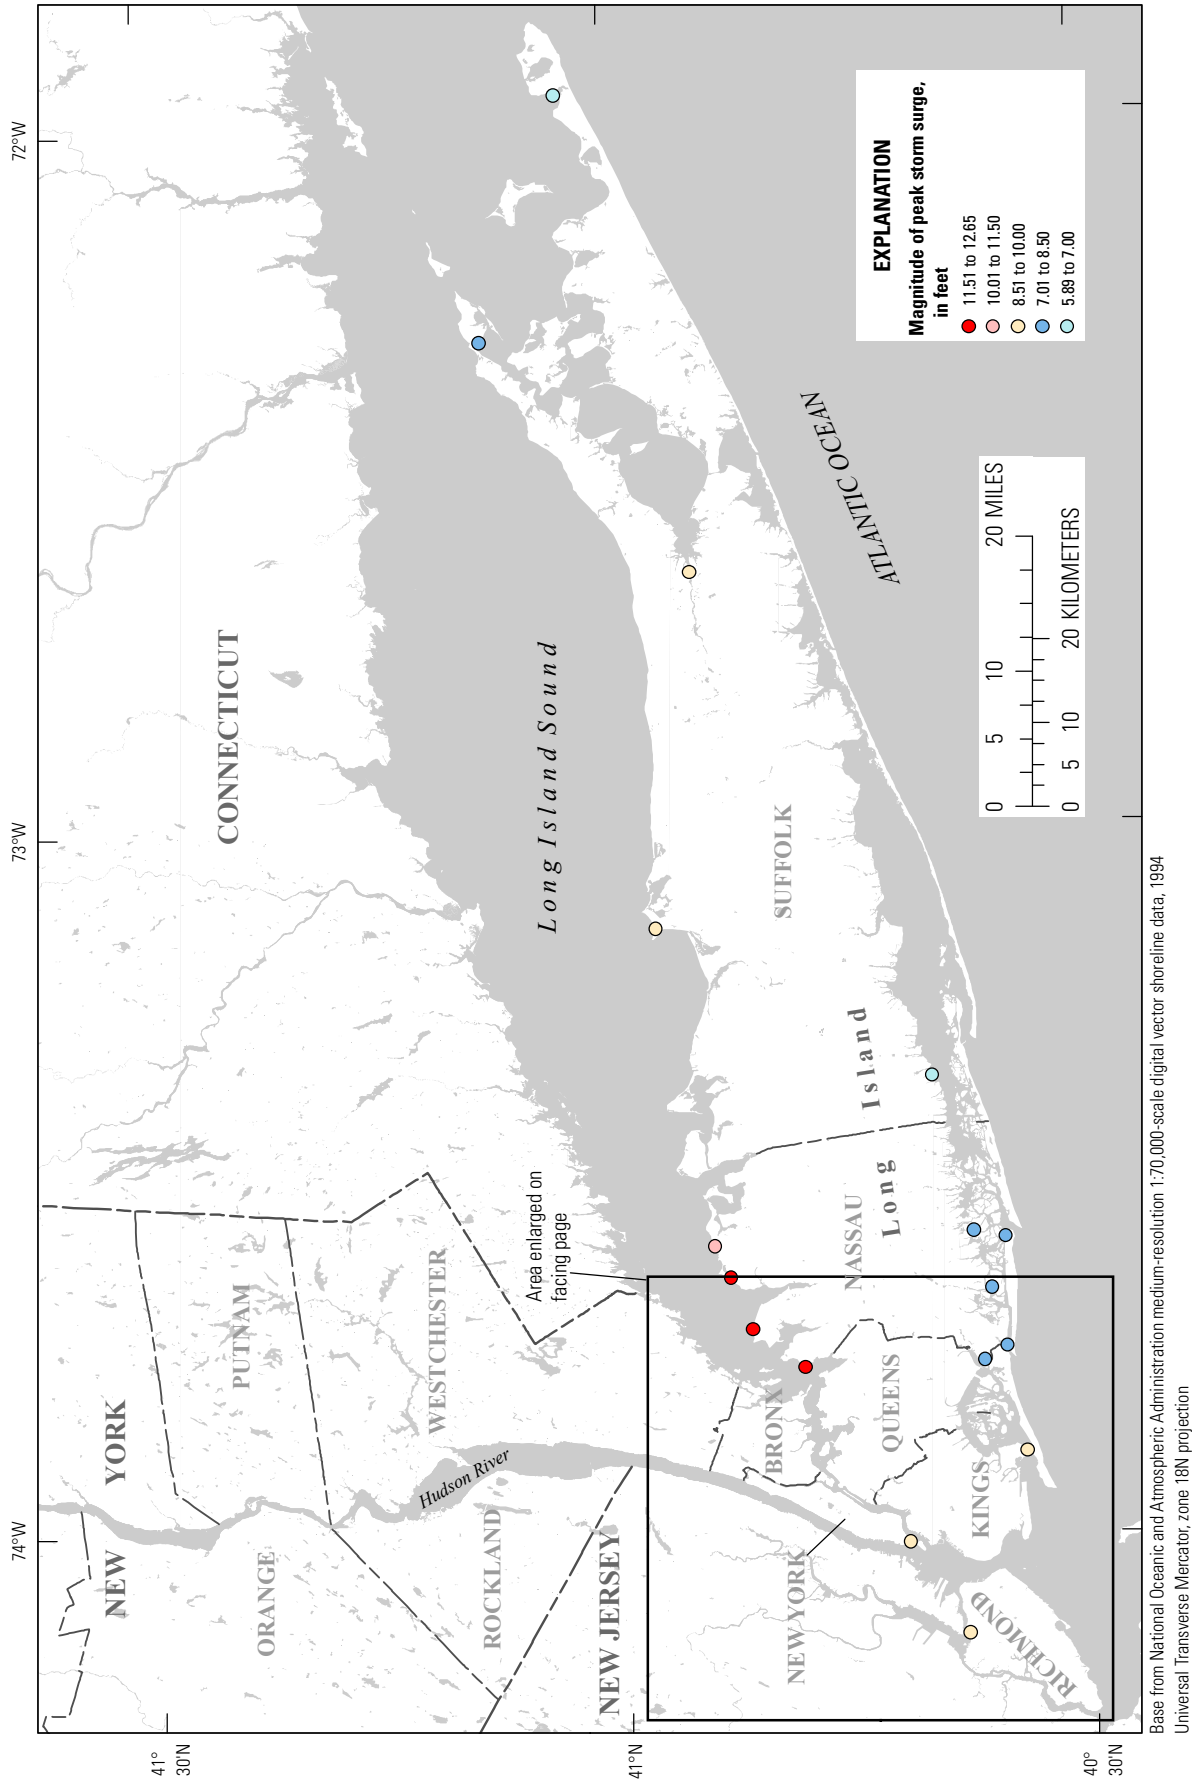 72°W
73°W
74°W
41°
30'N
41°N
40°
30'N
CONNECTICUT
Long Island Sound
ATLANTIC OCEAN
SUFFOLK
Long Island
NASSAU
NEW YORK
PUTNAM
WESTCHESTER
ORANGE
ROCKLAND
Hudson River
NEW JERSEY
BRONX
QUEENS
KINGS
NEW YORK
RICHMOND
Area enlarged on
facing page
EXPLANATION
Magnitude of peak storm surge,
in feet
11.51 to 12.65
10.01 to 11.50
8.51 to 10.00
7.01 to 8.50
5.89 to 7.00
0 5 10 20 MILES
0 5 10 20 KILOMETERS
Base from National Oceanic and Atmospheric Administration medium-resolution 1:70,000-scale digital vector shoreline data, 1994
Universal Transverse Mercator, zone 18N projection